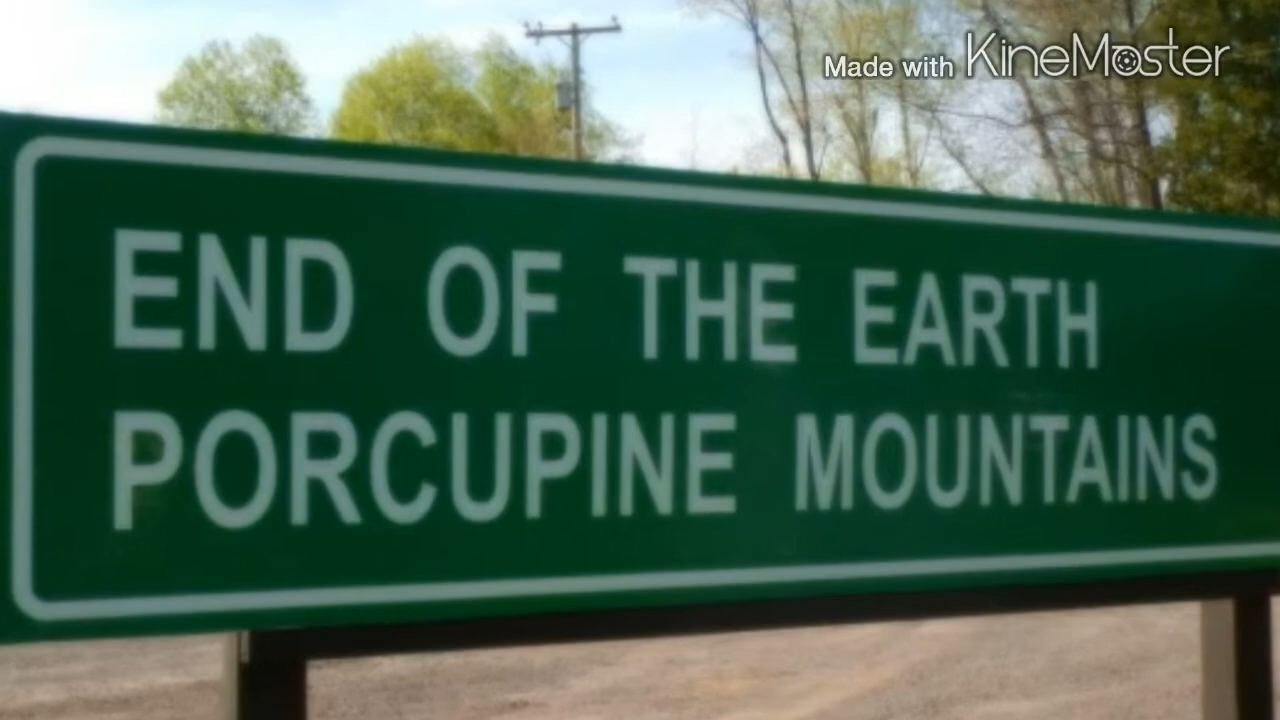 Made with KineMaster
END OF THE EARTH
PORCUPINE MOUNTAINS